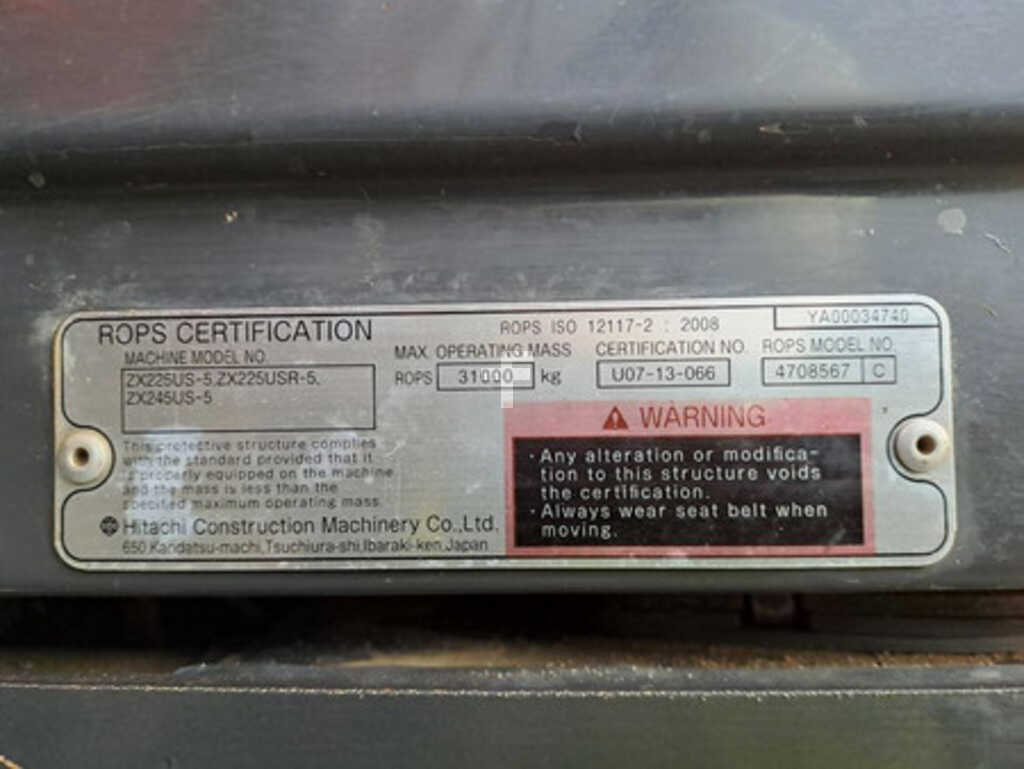 ROPS CERTIFICATION
ROPS ISO 12117-2 : 2008
YA00034740
MACHINE MODEL NO.
ZX225US-5,ZX225USR-5,
ZX245US-5
MAX. OPERATING MASS
ROPS 31000 kg
CERTIFICATION NO.
U07-13-066
ROPS MODEL NO.
4708567 C
This protective structure complies
with the standard provided that it
is properly equipped on the machine
and the mass is less than the
specified maximum operating mass.
Hitachi Construction Machinery Co.,Ltd.
650,Kandatsu-machi,Tsuchiura-shi,Ibaraki-ken,Japan
WARNING
·Any alteration or modifica-
tion to this structure voids
the certification.
·Always wear seat belt when
moving.